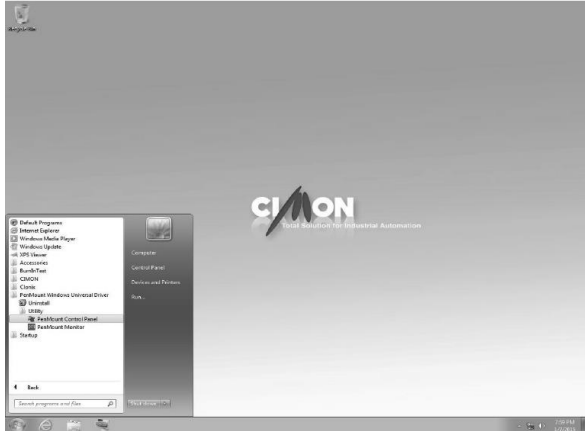 Recycle Bin
CIMON
Total Solution for Industrial Automation
Default Programs
Internet Explorer
Windows Media Player
Windows Update
XPS Viewer
Accessories
BurnInTest
CIMON
Clonix
PenMount Windows Universal Driver
Uninstall
Utility
PenMount Control Panel
PenMount Monitor
Startup
Back
Search programs and files
Computer
Control Panel
Devices and Printers
Run...
Shut down